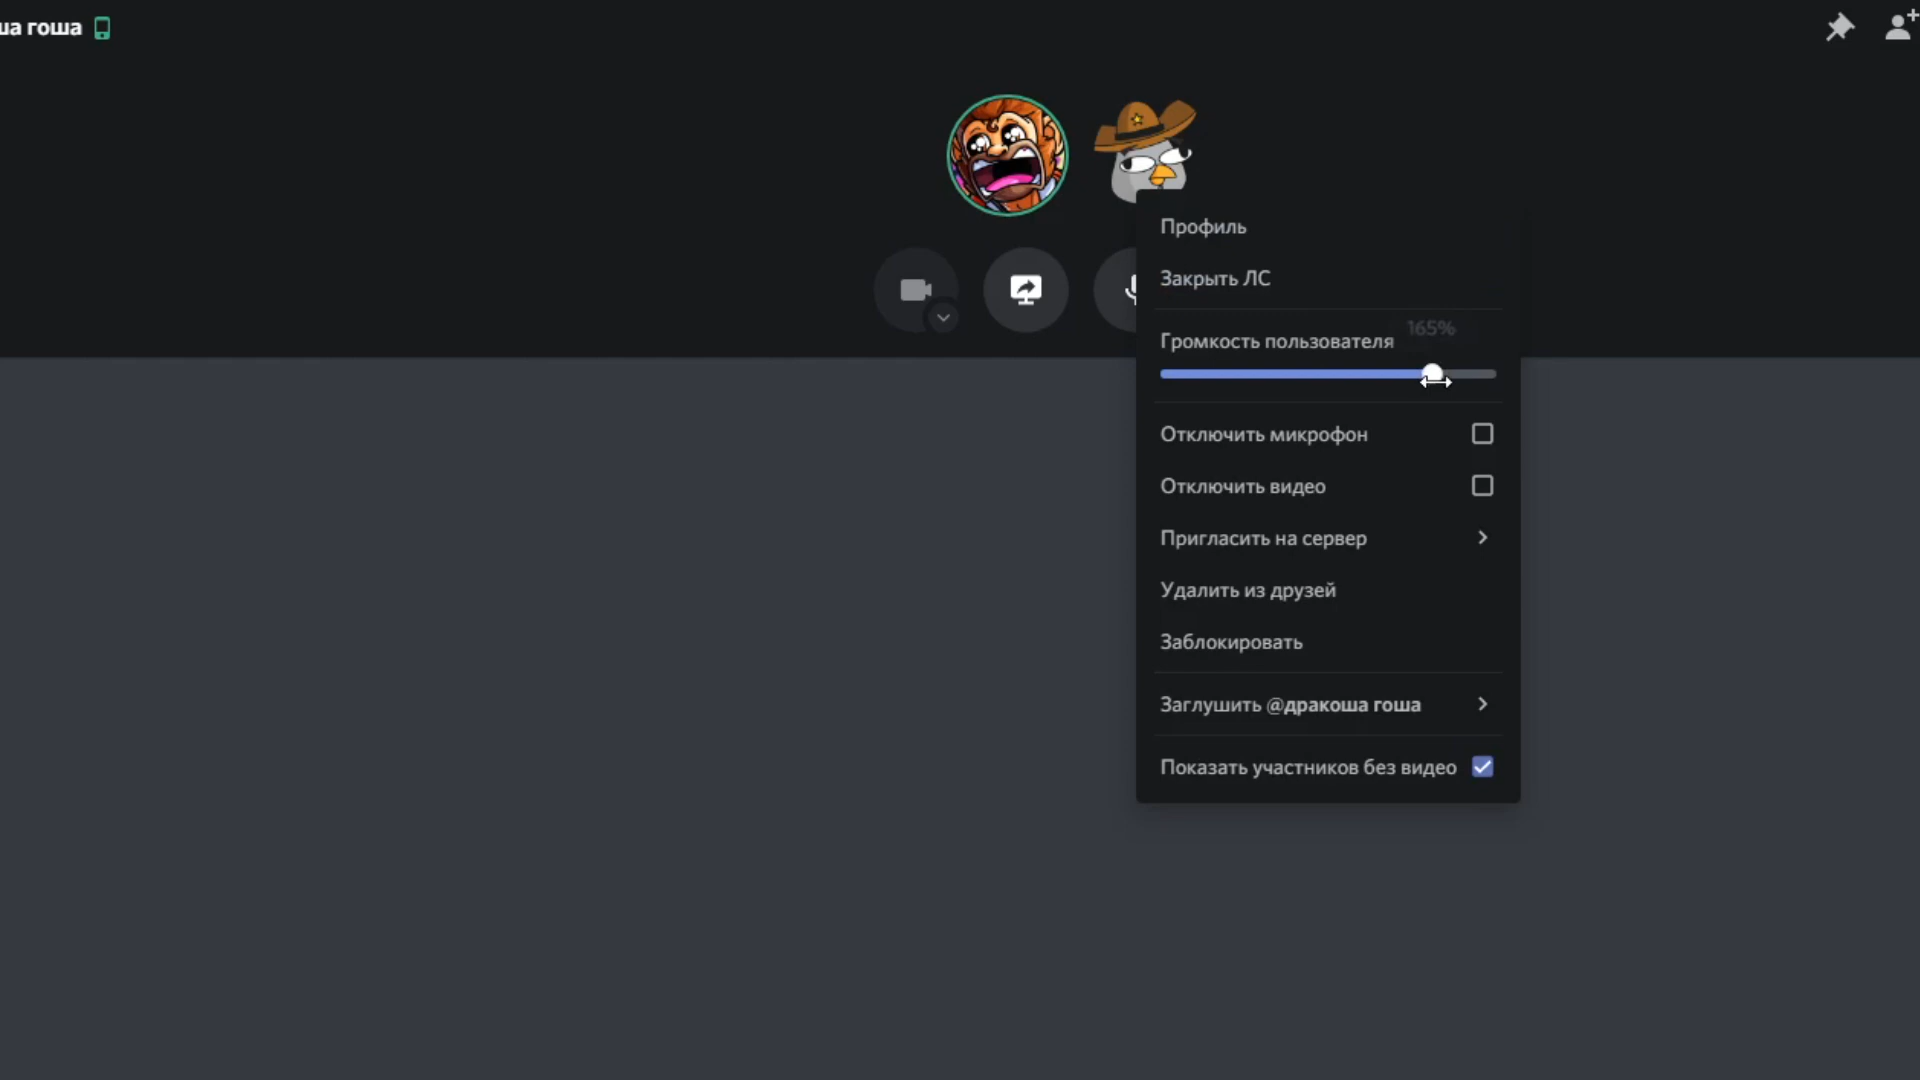 ша гоша
Профиль
Закрыть ЛС
165%
Громкость пользователя
Отключить микрофон
Отключить видео
Пригласить на сервер
Удалить из друзей
Заблокировать
Заглушить @дракоша гоша
Показать участников без видео